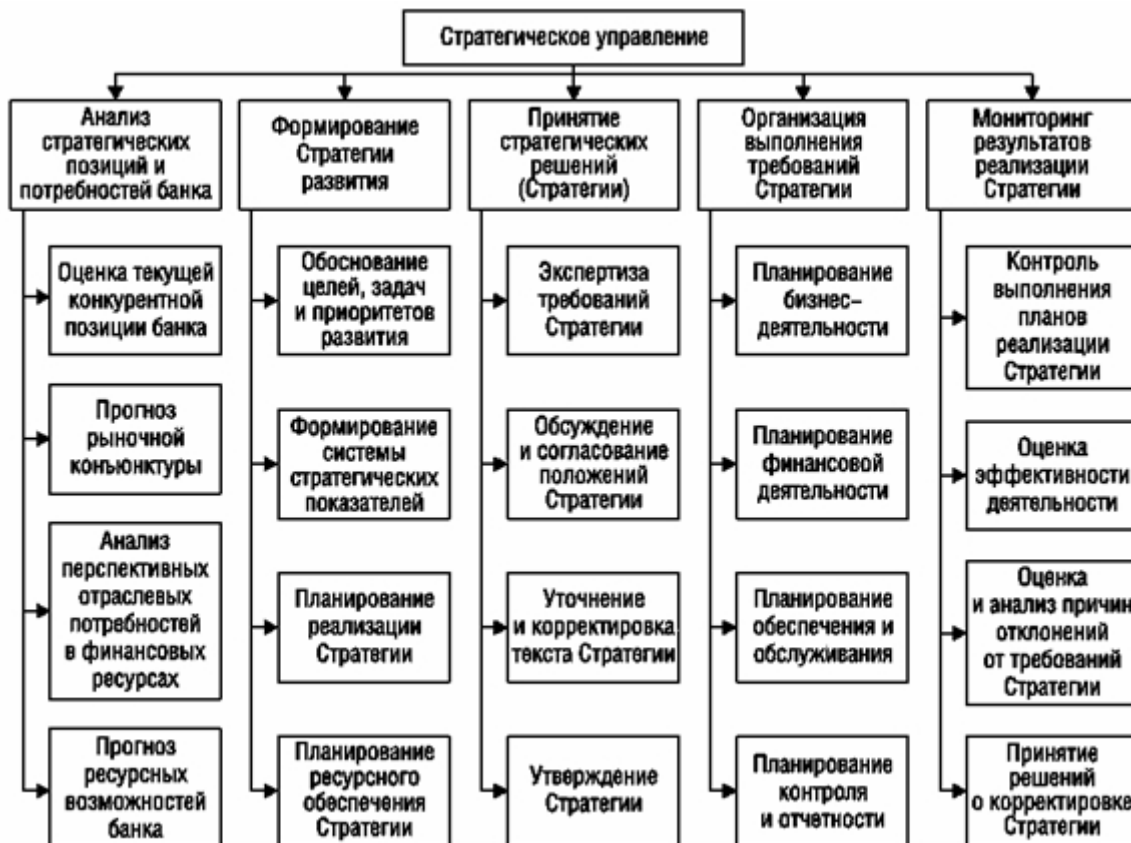 Стратегическое управление
Анализ
стратегических
позиций и
потребностей банка
Формирование
Стратегии
развития
Принятие
стратегических
решений
(Стратегии)
Организация
выполнения
требований
Стратегии
Мониторинг
результатов
реализации
Стратегии
Оценка текущей
конкурентной
позиции банка
Обоснование
целей, задач
и приоритетов
развития
Экспертиза
требований
Стратегии
Планирование
бизнес–
деятельности
Контроль
выполнения
планов
реализации
Стратегии
Прогноз
рыночной
конъюнктуры
Формирование
системы
стратегических
показателей
Обсуждение
и согласование
положений
Стратегии
Планирование
финансовой
деятельности
Оценка
эффективности
деятельности
Анализ
перспективных
отраслевых
потребностей
в финансовых
ресурсах
Планирование
реализации
Стратегии
Уточнение
и корректировка
текста Стратегии
Планирование
обеспечения и
обслуживания
Оценка
и анализ причин
отклонений
от требований
Стратегии
Прогноз
ресурсных
возможностей
банка
Планирование
ресурсного
обеспечения
Стратегии
Утверждение
Стратегии
Планирование
контроля
и отчетности
Принятие
решений
о корректировке
Стратегии